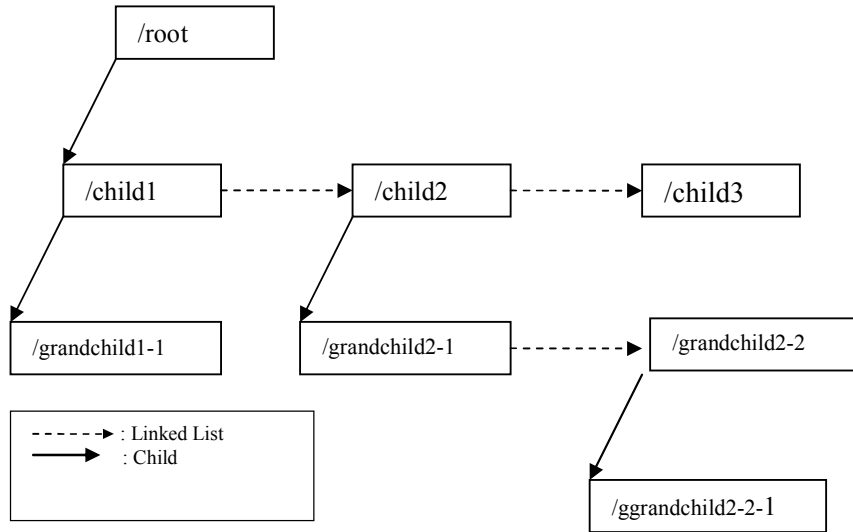 /root
/child1
/child2
/child3
/grandchild1-1
/grandchild2-1
/grandchild2-2
: Linked List
: Child
/ggrandchild2-2-1